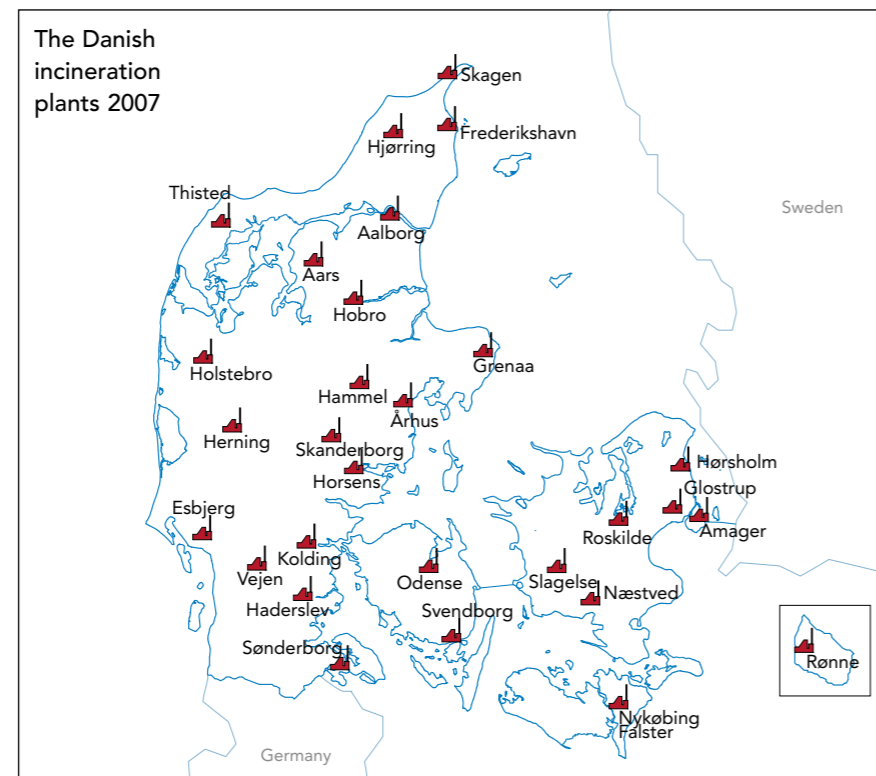 The Danish
incineration
plants 2007
Skagen
Frederikshavn
Hjørring
Thisted
Sweden
Aalborg
Aars
Hobro
Grenaa
Holstebro
Hammel
Århus
Herning
Skanderborg
Horsens
Hørsholm
Glostrup
Esbjerg
Amager
Roskilde
Kolding
Vejen
Odense
Slagelse
Haderslev
Næstved
Svendborg
Sønderborg
Rønne
Nykøbing
Falster
Germany